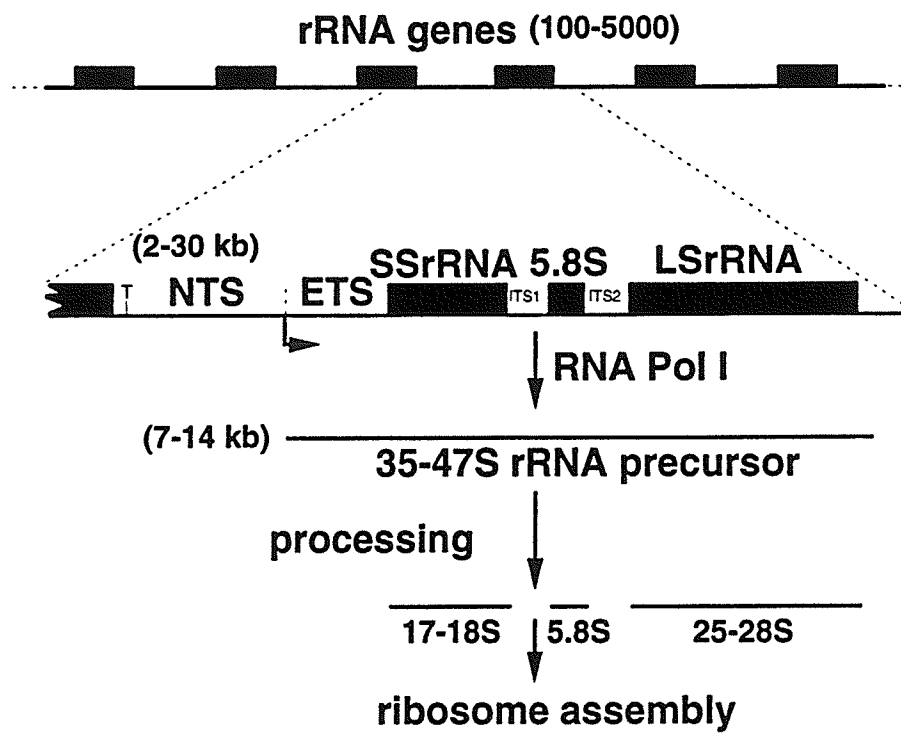 rRNA genes (100-5000)
(2-30 kb)
SSrRNA 5.8S LSrRNA
T NTS ETS ITS1 ITS2
RNA Pol I
(7-14 kb)
35-47S rRNA precursor
processing
17-18S 5.8S 25-28S
ribosome assembly